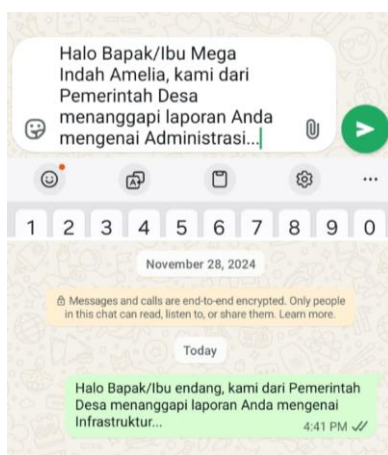 Halo Bapak/Ibu Mega
Indah Amelia, kami dari
Pemerintah Desa
menanggapi laporan Anda
mengenai Administrasi...
1 2 3 4 5 6 7 8 9 0
November 28, 2024
Messages and calls are end-to-end encrypted. Only people
in this chat can read, listen to, or share them. Learn more.
Today
Halo Bapak/Ibu endang, kami dari Pemerintah
Desa menanggapi laporan Anda mengenai
Infrastruktur...
4:41 PM